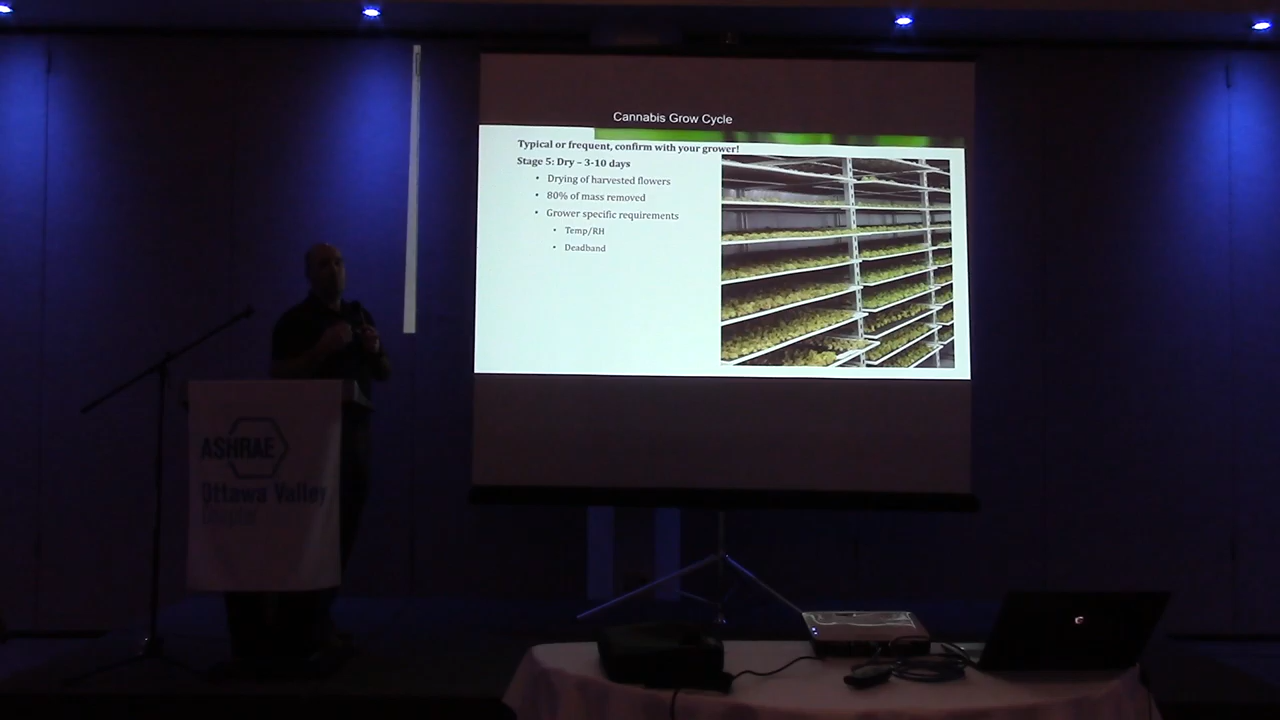 Cannabis Grow Cycle
Typical or frequent, confirm with your grower!
Stage 5: Dry – 3-10 days
• Drying of harvested flowers
• 80% of mass removed
• Grower specific requirements
• Temp/RH
• Deadband
ASHRAE
Ottawa Valley
Chapter